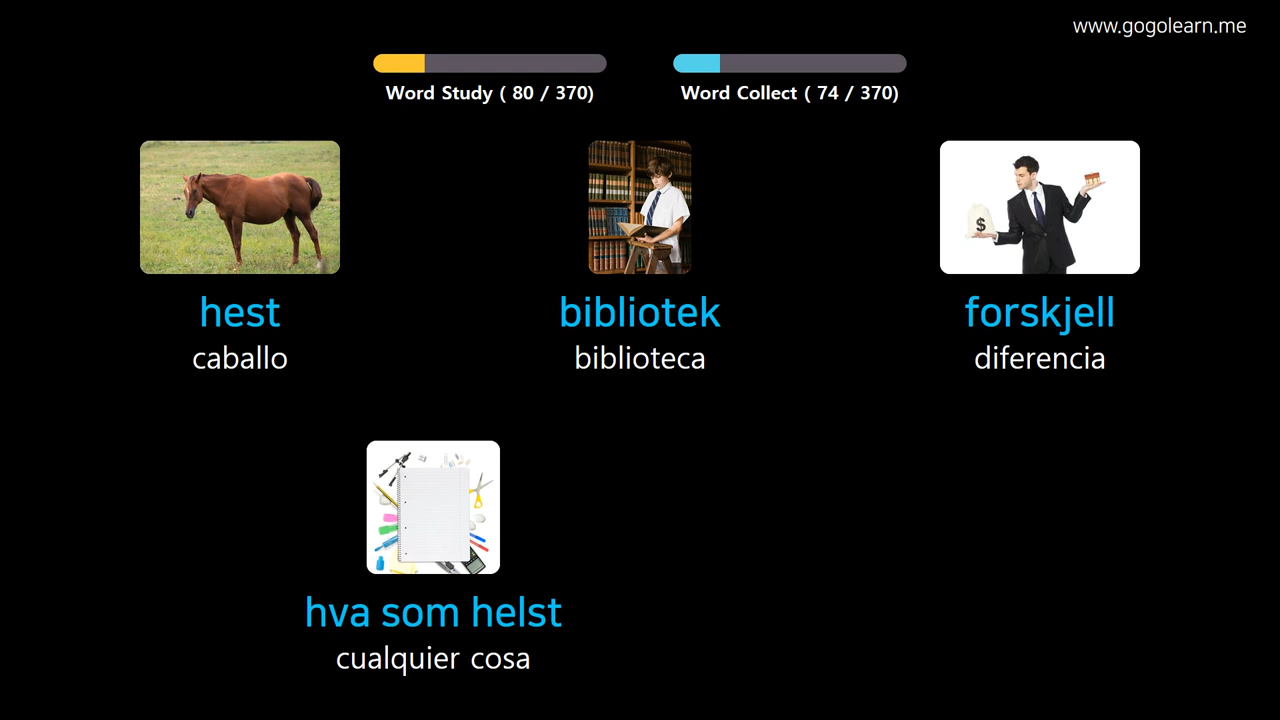 www.gogolearn.me
Word Study ( 80 / 370)
Word Collect ( 74 / 370)
$
hest
caballo
bibliotek
biblioteca
forskjell
diferencia
hva som helst
cualquier cosa